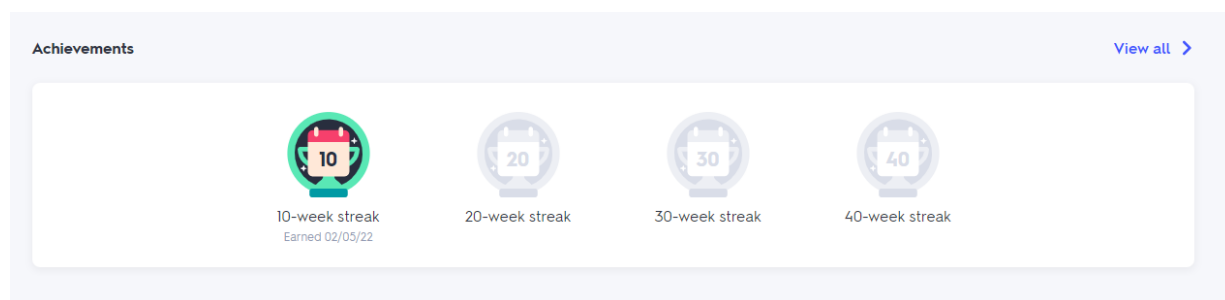 Achievements
View all
10
20
30
40
10-week streak
20-week streak
30-week streak
40-week streak
Earned 02/05/22